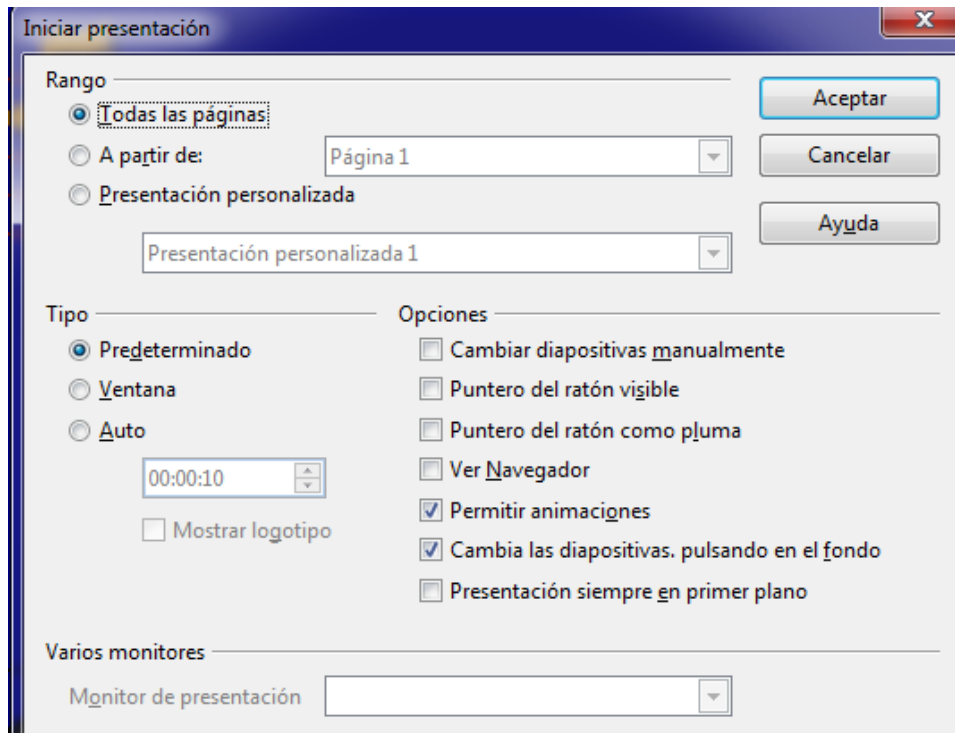 Iniciar presentación
Rango
Todas las páginas
A partir de: Página 1
Presentación personalizada
Presentación personalizada 1
Aceptar
Cancelar
Ayuda
Tipo
Predeterminado
Ventana
Auto
00:00:10
Mostrar logotipo
Opciones
Cambiar diapositivas manualmente
Puntero del ratón visible
Puntero del ratón como pluma
Ver Navegador
Permitir animaciones
Cambia las diapositivas. pulsando en el fondo
Presentación siempre en primer plano
Varios monitores
Monitor de presentación